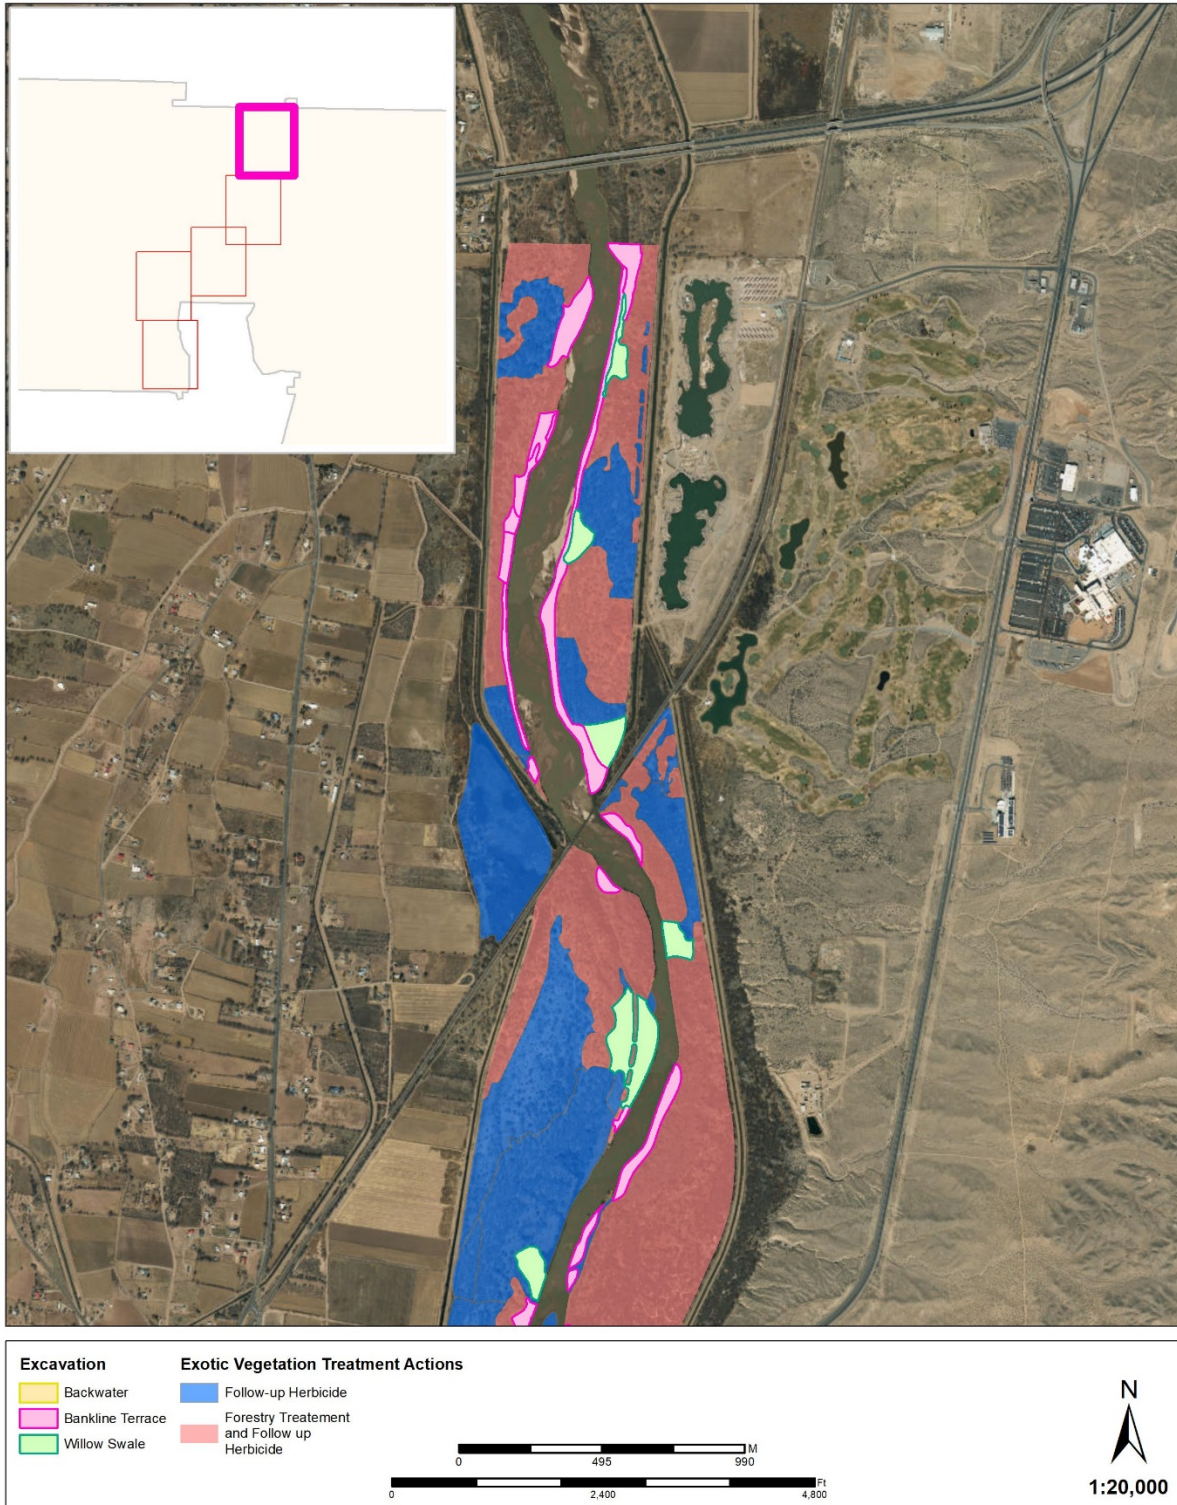 Excavation
Backwater
Bankline Terrace
Willow Swale
Exotic Vegetation Treatment Actions
Follow-up Herbicide
Forestry Treatement
and Follow up
Herbicide
M
0 495 990
Ft
0 2,400 4,800
N
1:20,000